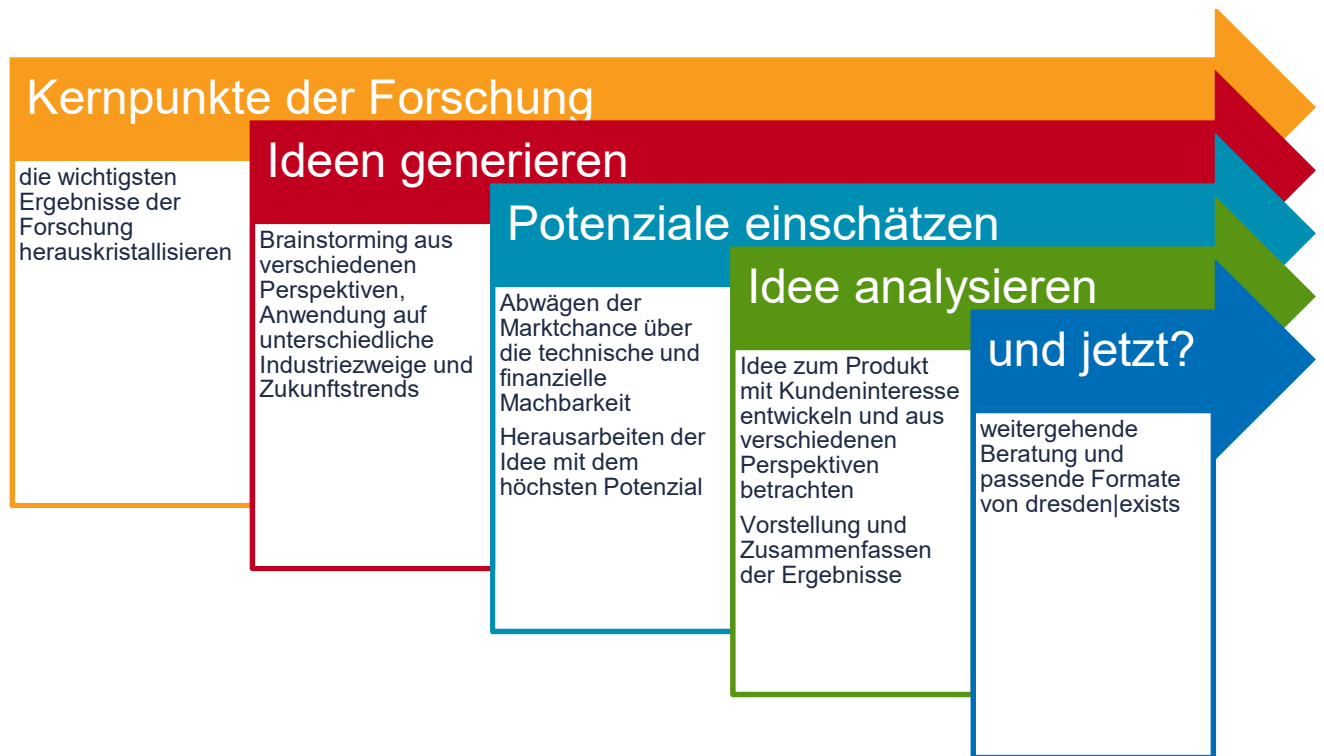 Kernpunkte der Forschung
die wichtigsten
Ergebnisse der
Forschung
herauskristallisieren
Ideen generieren
Brainstorming aus
verschiedenen
Perspektiven,
Anwendung auf
unterschiedliche
Industriezweige und
Zukunftstrends
Potenziale einschätzen
Abwägen der
Marktchance über
die technische und
finanzielle
Machbarkeit
Herausarbeiten der
Idee mit dem
höchsten Potenzial
Idee analysieren
Idee zum Produkt
mit Kundeninteresse
entwickeln und aus
verschiedenen
Perspektiven
betrachten
Vorstellung und
Zusammenfassen
der Ergebnisse
und jetzt?
weitergehende
Beratung und
passende Formate
von dresden|exists